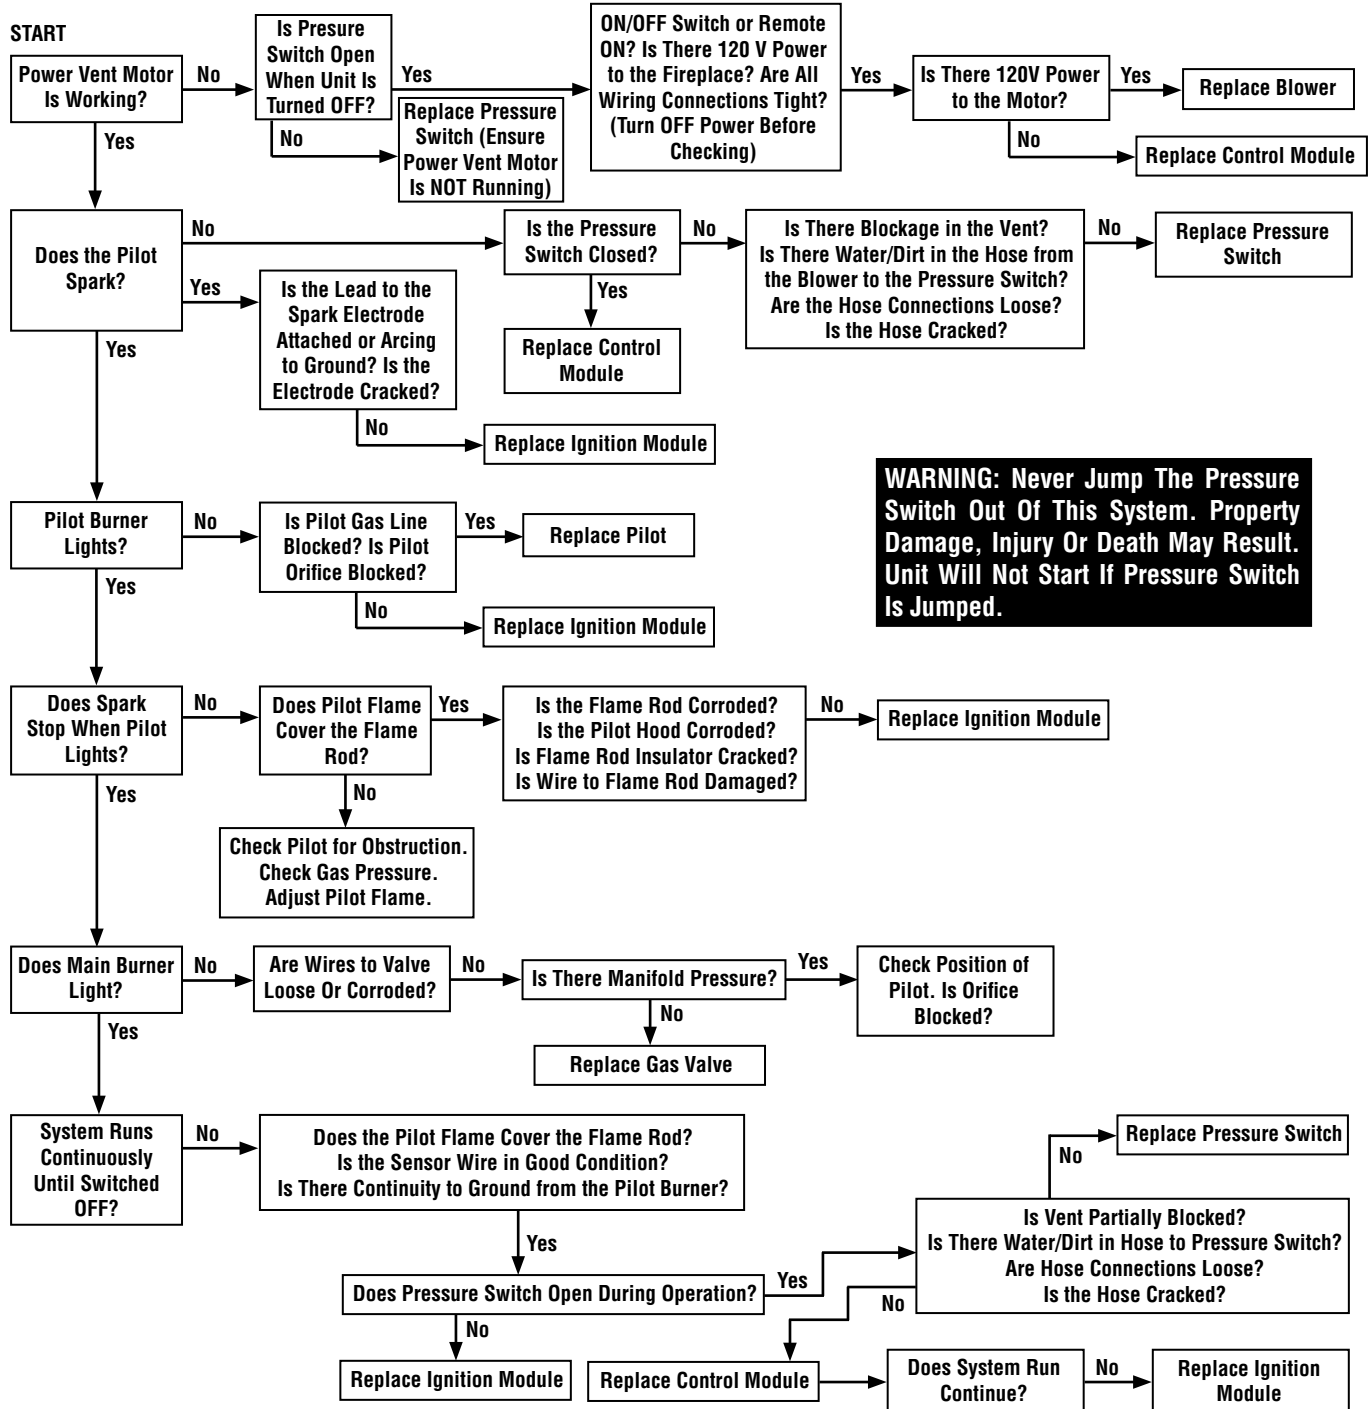 START
Power Vent Motor
Is Working?
No
Is Presure
Switch Open
When Unit Is
Turned OFF?
Yes
No
Replace Pressure
Switch (Ensure
Power Vent Motor
Is NOT Running)
ON/OFF Switch or Remote
ON? Is There 120 V Power
to the Fireplace? Are All
Wiring Connections Tight?
(Turn OFF Power Before
Checking)
Yes
Is There 120V Power
to the Motor?
Yes
Replace Blower
No
Replace Control Module
Yes
Does the Pilot
Spark?
No
Is the Pressure
Switch Closed?
No
Is There Blockage in the Vent?
Is There Water/Dirt in the Hose from
the Blower to the Pressure Switch?
Are the Hose Connections Loose?
Is the Hose Cracked?
No
Replace Pressure
Switch
Yes
Replace Control
Module
Yes
Is the Lead to the
Spark Electrode
Attached or Arcing
to Ground? Is the
Electrode Cracked?
No
Replace Ignition Module
Yes
WARNING: Never Jump The Pressure
Switch Out Of This System. Property
Damage, Injury Or Death May Result.
Unit Will Not Start If Pressure Switch
Is Jumped.
Pilot Burner
Lights?
No
Is Pilot Gas Line
Blocked? Is Pilot
Orifice Blocked?
Yes
Replace Pilot
No
Replace Ignition Module
Yes
Does Spark
Stop When Pilot
Lights?
No
Does Pilot Flame
Cover the Flame
Rod?
Yes
Is the Flame Rod Corroded?
Is the Pilot Hood Corroded?
Is Flame Rod Insulator Cracked?
Is Wire to Flame Rod Damaged?
No
Replace Ignition Module
No
Check Pilot for Obstruction.
Check Gas Pressure.
Adjust Pilot Flame.
Yes
Does Main Burner
Light?
No
Are Wires to Valve
Loose Or Corroded?
No
Is There Manifold Pressure?
Yes
Check Position of
Pilot. Is Orifice
Blocked?
No
Replace Gas Valve
Yes
System Runs
Continuously
Until Switched
OFF?
No
Does the Pilot Flame Cover the Flame Rod?
Is the Sensor Wire in Good Condition?
Is There Continuity to Ground from the Pilot Burner?
Yes
Does Pressure Switch Open During Operation?
Yes
Is Vent Partially Blocked?
Is There Water/Dirt in Hose to Pressure Switch?
Are Hose Connections Loose?
Is the Hose Cracked?
No
Replace Pressure Switch
No
Replace Ignition Module
No
Replace Control Module
Does System Run
Continue?
No
Replace Ignition
Module